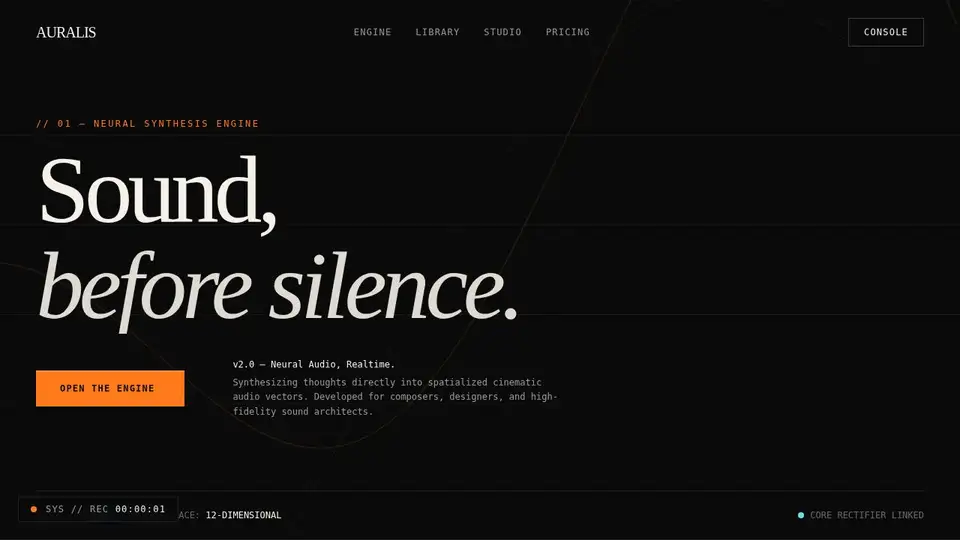 AURALIS
ENGINE LIBRARY STUDIO PRICING
CONSOLE
// 01 — NEURAL SYNTHESIS ENGINE
Sound,
before silence.
OPEN THE ENGINE
v2.0 — Neural Audio, Realtime.
Synthesizing thoughts directly into spatialized cinematic
audio vectors. Developed for composers, designers, and high-
fidelity sound architects.
SYS // REC 00:00:01
ACE: 12-DIMENSIONAL
CORE RECTIFIER LINKED